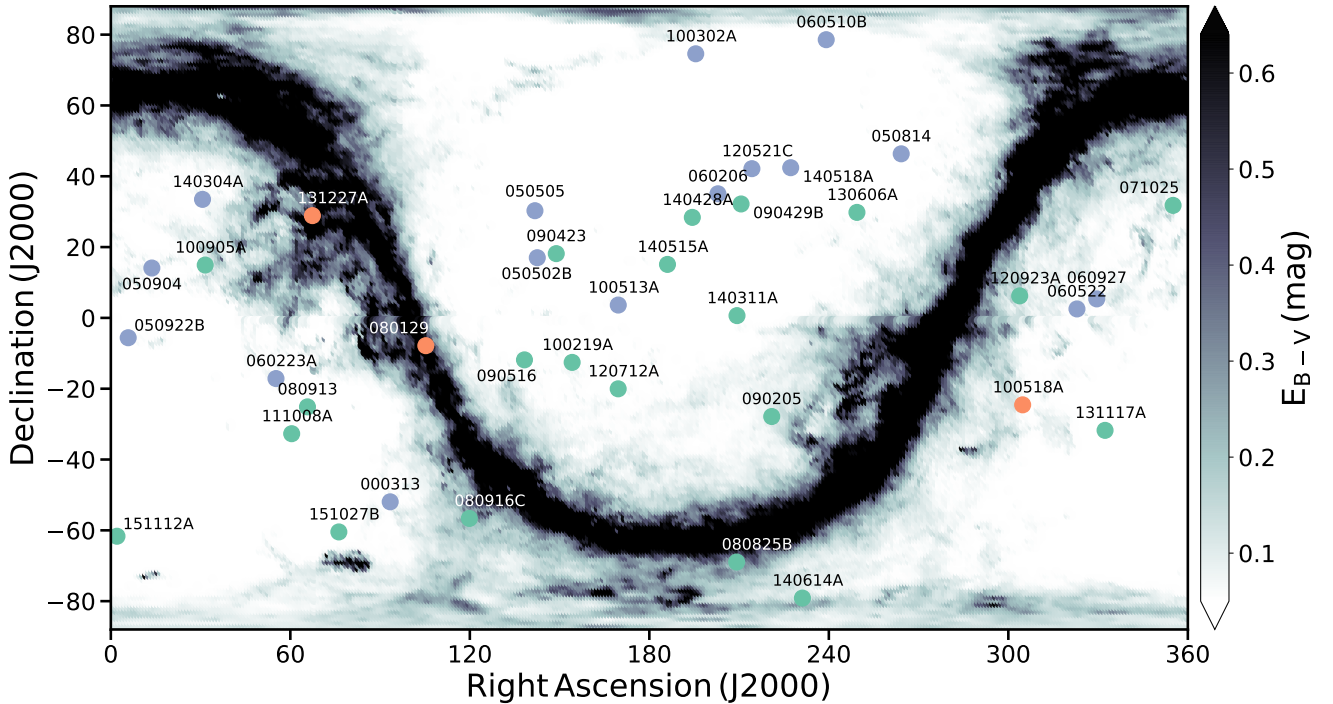 80
60
40
20
0
−20
−40
−60
−80
Declination (J2000)
060510B
100302A
050814
120521C
140518A
060206
130606A
140428A
090429B
140304A
131227A
050505
071025
100905A
090423
140515A
050904
050502B
120923A
060927
100513A
060522
140311A
050922B
080129
060223A
100219A
090516
120712A
080913
100518A
090205
131117A
111008A
000313
080916C
151027B
151112A
080825B
140614A
0
60
120
180
240
300
360
Right Ascension (J2000)
0.6
0.5
0.4
0.3
0.2
0.1
E_{B − V} (mag)